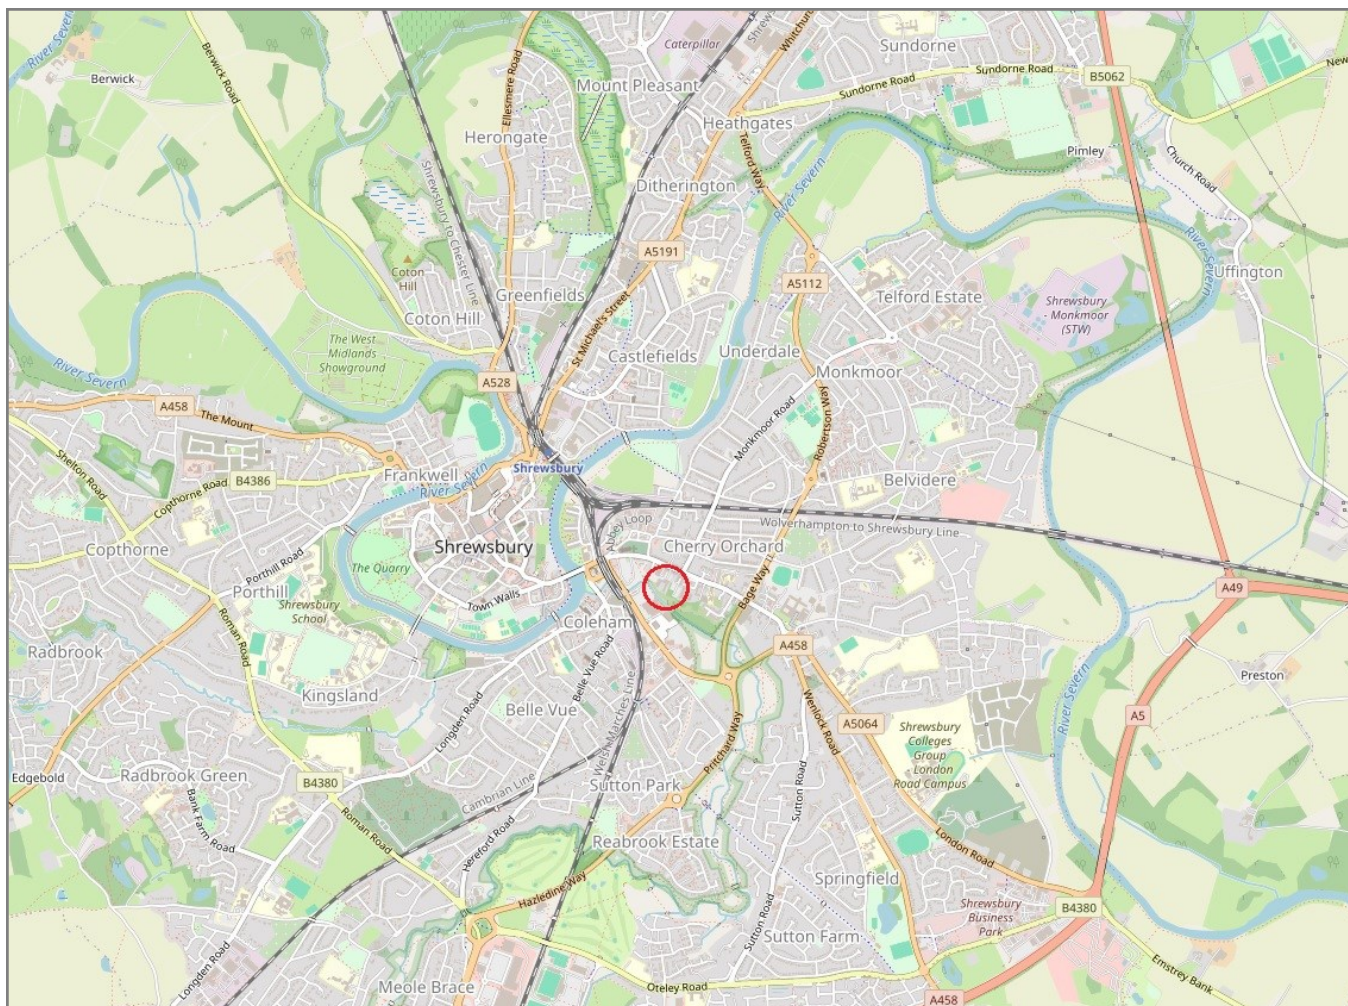 River Severn
Berwick
Berwick Road
Ellesmere Road
Caterpillar
Mount Pleasant
Sundorne
Sundorne Road
Sundorne Road
B5062
Heathgates
Herongate
Telford Way
Pimley
Church Road
Ditherington
River Severn
Shrewsbury to Chester Line
A5191
River Severn
Uffington
Coton
Hill
Greenfields
Coton Hill
A5112
Telford Estate
Shrewsbury
- Monkmoor
(STW)
The West
Midlands
Showground
St Michael's Street
Castlefields
Underdale
Monkmoor
River Severn
A528
A458
The Mount
Monkmoor Road
Robertson Way
Shelton Road
Frankwell
River Severn
Shrewsbury
B4386
Copthorne Road
Belvidere
Abbey Loop
Wolverhampton to Shrewsbury Line
Copthorne
Shrewsbury
Cherry Orchard
Porthill Road
The Quarry
Porthill
Shrewsbury
School
Town Walls
Bage Way
A49
Coleham
Roman Road
Radbrook
Belle Vue Road
A458
Preston
Kingsland
Belle Vue
Longden Road
Welsh Marches Line
Pritchard Way
Wenlock Road
A5064
Shrewsbury
Colleges
Group
London
Road Campus
River Severn
A5
Edgebold
Radbrook Green
B4380
Cambrian Line
Sutton Park
Sutton Road
Bank Farm Road
Roman Road
Hereford Road
Reabrook Estate
London Road
Hazledine Way
Springfield
Shrewsbury
Business
Park
B4380
Sutton Road
Sutton Farm
Emstrey Bank
Longden Road
Meole Brace
Oteley Road
A458